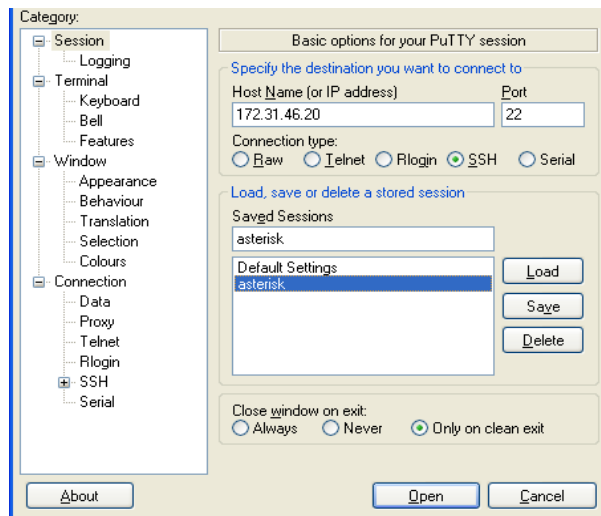 Category:
Session
Logging
Terminal
Keyboard
Bell
Features
Window
Appearance
Behaviour
Translation
Selection
Colours
Connection
Data
Proxy
Telnet
Rlogin
SSH
Serial
Basic options for your PuTTY session
Specify the destination you want to connect to
Host Name (or IP address) Port
172.31.46.20 22
Connection type:
Raw Telnet Rlogin SSH Serial
Load, save or delete a stored session
Saved Sessions
asterisk
Default Settings
asterisk
Load
Save
Delete
Close window on exit:
Always Never Only on clean exit
About Open Cancel